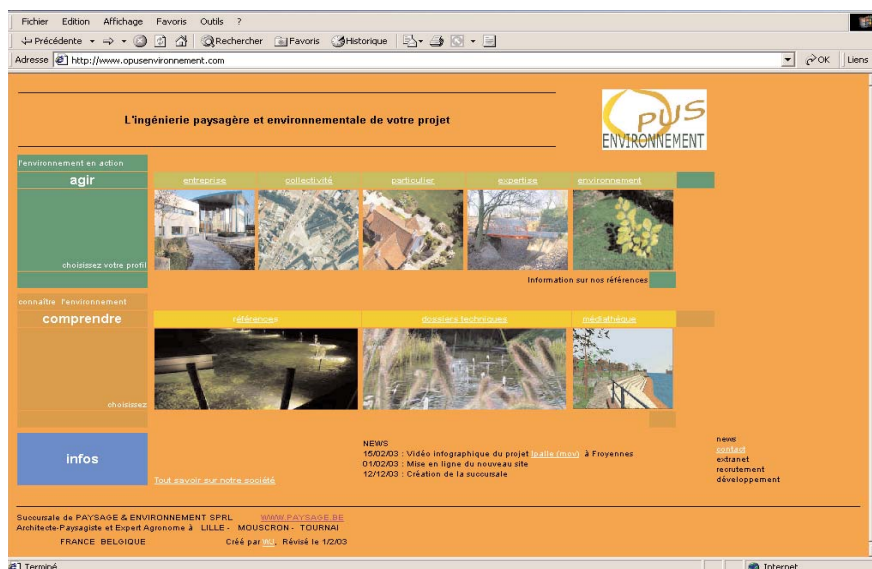 Fichier Edition Affichage Favoris Outils ?
Précédente Rechercher Favoris Historique
Adresse http://www.opusenvironnement.com OK Liens
L'ingénierie paysagère et environnementale de votre projet
OPUS
ENVIRONNEMENT
l'environnement en action
agir
entreprise collectivité particulier expertise environnement
choisissez votre profil
Information sur nos références
connaître l'environnement
comprendre
références dossiers techniques médiathèque
choisissez
infos
Tout savoir sur notre société
NEWS
15/02/03 : Vidéo infographique du projet Ipalle (mov) à Froyennes
01/02/03 : Mise en ligne du nouveau site
12/12/03 : Création de la succursale
news
contact
extranet
recrutement
développement
Succursale de PAYSAGE & ENVIRONNEMENT SPRL WWW.PAYSAGE.BE
Architecte-Paysagiste et Expert Agronome à LILLE - MOUSCRON - TOURNAI
FRANCE BELGIQUE Créé par Révisé le 1/2/03
Terminé Internet